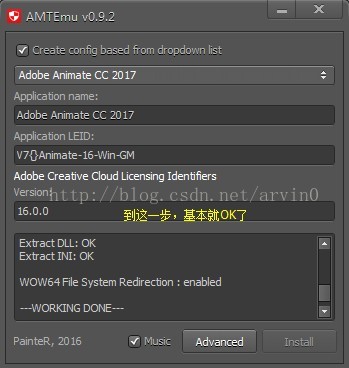 AMTEmu v0.9.2
Create config based from dropdown list
Adobe Animate CC 2017
Application name:
Adobe Animate CC 2017
Application LEID:
V7{}Animate-16-Win-GM
Adobe Creative Cloud Licensing Identifiers
Version:
http://blog.csdn.net/arvin0
16.0.0
到这一步，基本就OK了
Extract DLL: OK
Extract INI: OK
WOW64 File System Redirection : enabled
---WORKING DONE---
PainteR, 2016
Music
Advanced
Install